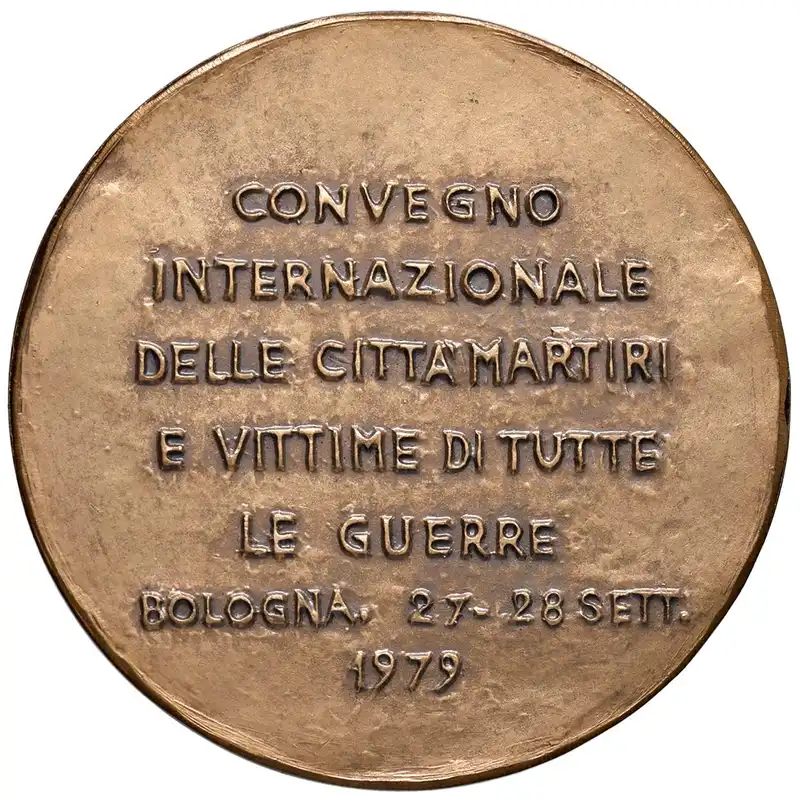 CONVEGNO
INTERNAZIONALE
DELLE CITTA' MARTIRI
E VITTIME DI TUTTE
LE GUERRE
BOLOGNA, 27-28 SETT.
1979